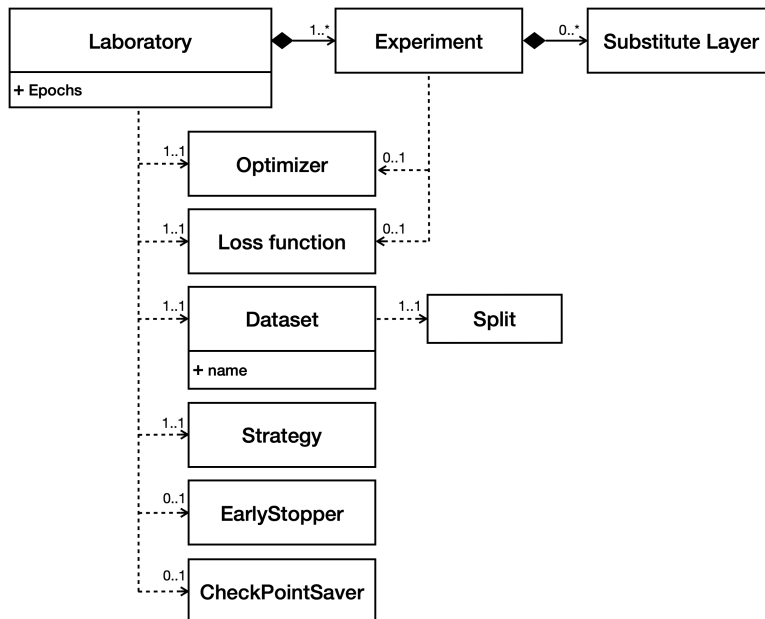 Laboratory
1..*
Experiment
0..*
Substitute Layer
+ Epochs
1..1
Optimizer
0..1
1..1
Loss function
0..1
1..1
Dataset
1..1
Split
+ name
1..1
Strategy
0..1
EarlyStopper
0..1
CheckPointSaver